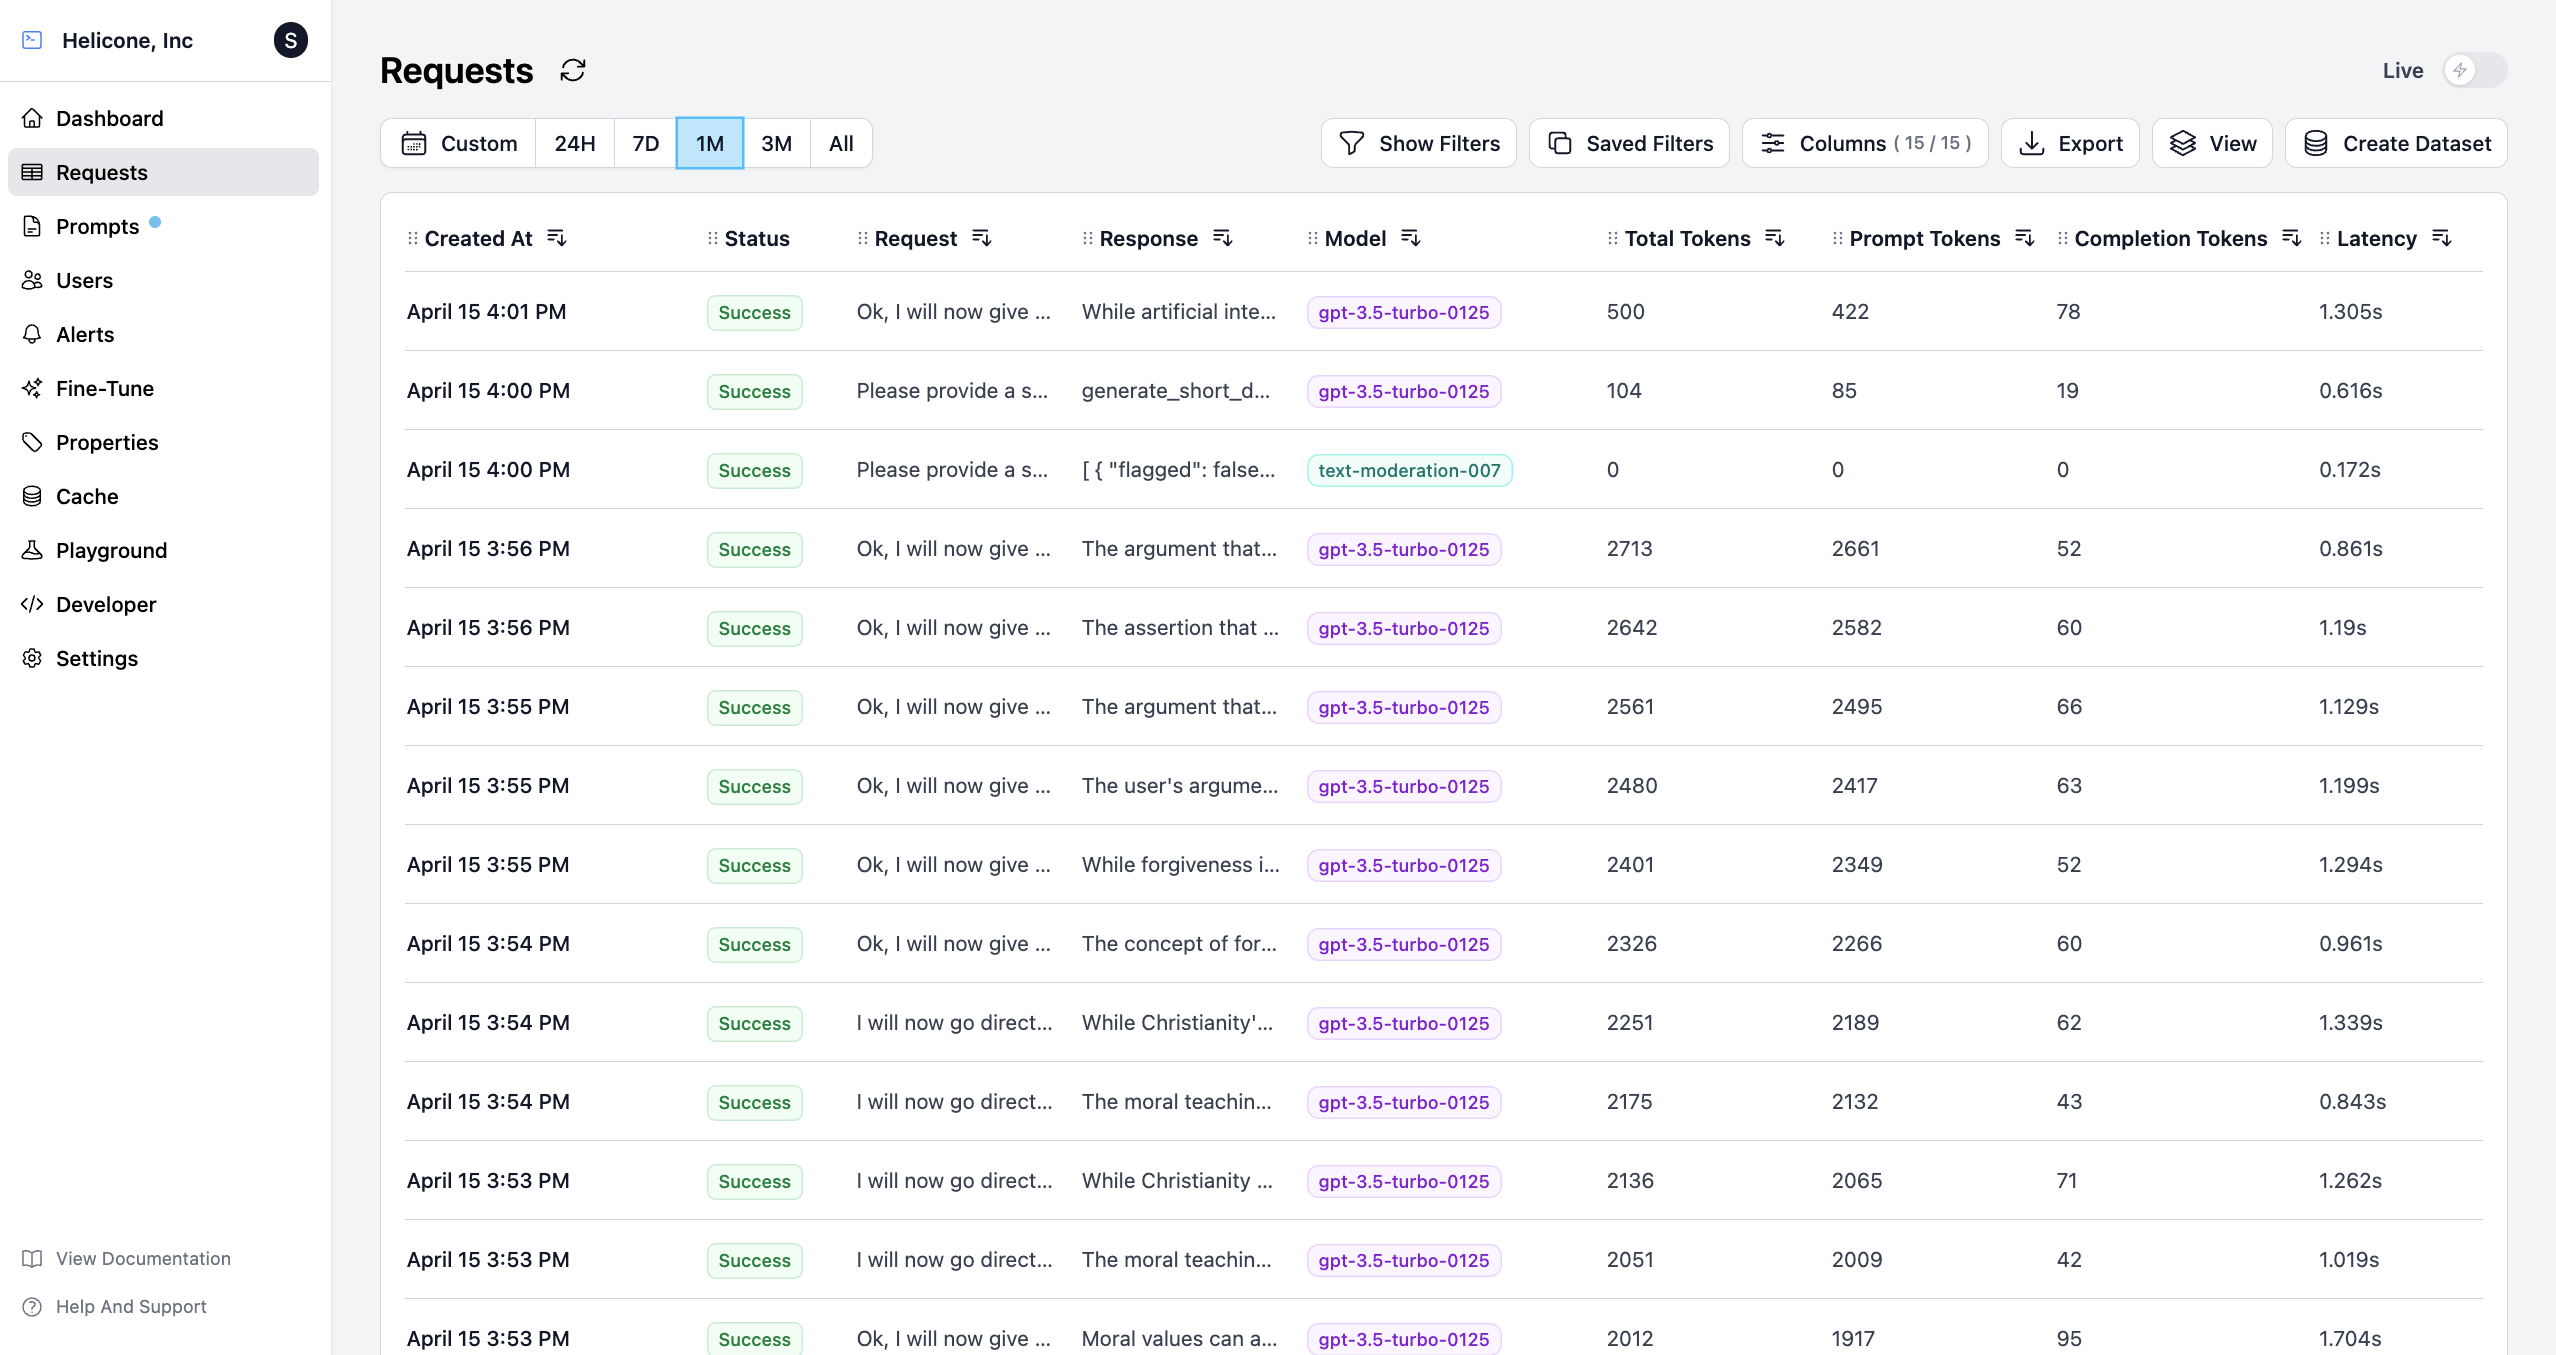 Helicone, Inc
S
Dashboard
Requests
Prompts
Users
Alerts
Fine-Tune
Properties
Cache
Playground
Developer
Settings
View Documentation
Help And Support
Requests
Live
Custom 24H 7D 1M 3M All
Show Filters Saved Filters Columns ( 15 / 15 ) Export View Create Dataset
Created At Status Request Response Model Total Tokens Prompt Tokens Completion Tokens Latency
April 15 4:01 PM Success Ok, I will now give ... While artificial inte... gpt-3.5-turbo-0125 500 422 78 1.305s
April 15 4:00 PM Success Please provide a s... generate_short_d... gpt-3.5-turbo-0125 104 85 19 0.616s
April 15 4:00 PM Success Please provide a s... [ { "flagged": false... text-moderation-007 0 0 0 0.172s
April 15 3:56 PM Success Ok, I will now give ... The argument that... gpt-3.5-turbo-0125 2713 2661 52 0.861s
April 15 3:56 PM Success Ok, I will now give ... The assertion that ... gpt-3.5-turbo-0125 2642 2582 60 1.19s
April 15 3:55 PM Success Ok, I will now give ... The argument that... gpt-3.5-turbo-0125 2561 2495 66 1.129s
April 15 3:55 PM Success Ok, I will now give ... The user's argume... gpt-3.5-turbo-0125 2480 2417 63 1.199s
April 15 3:55 PM Success Ok, I will now give ... While forgiveness i... gpt-3.5-turbo-0125 2401 2349 52 1.294s
April 15 3:54 PM Success Ok, I will now give ... The concept of for... gpt-3.5-turbo-0125 2326 2266 60 0.961s
April 15 3:54 PM Success I will now go direct... While Christianity'... gpt-3.5-turbo-0125 2251 2189 62 1.339s
April 15 3:54 PM Success I will now go direct... The moral teachin... gpt-3.5-turbo-0125 2175 2132 43 0.843s
April 15 3:53 PM Success I will now go direct... While Christianity ... gpt-3.5-turbo-0125 2136 2065 71 1.262s
April 15 3:53 PM Success I will now go direct... The moral teachin... gpt-3.5-turbo-0125 2051 2009 42 1.019s
April 15 3:53 PM Success Ok, I will now give ... Moral values can a... gpt-3.5-turbo-0125 2012 1917 95 1.704s